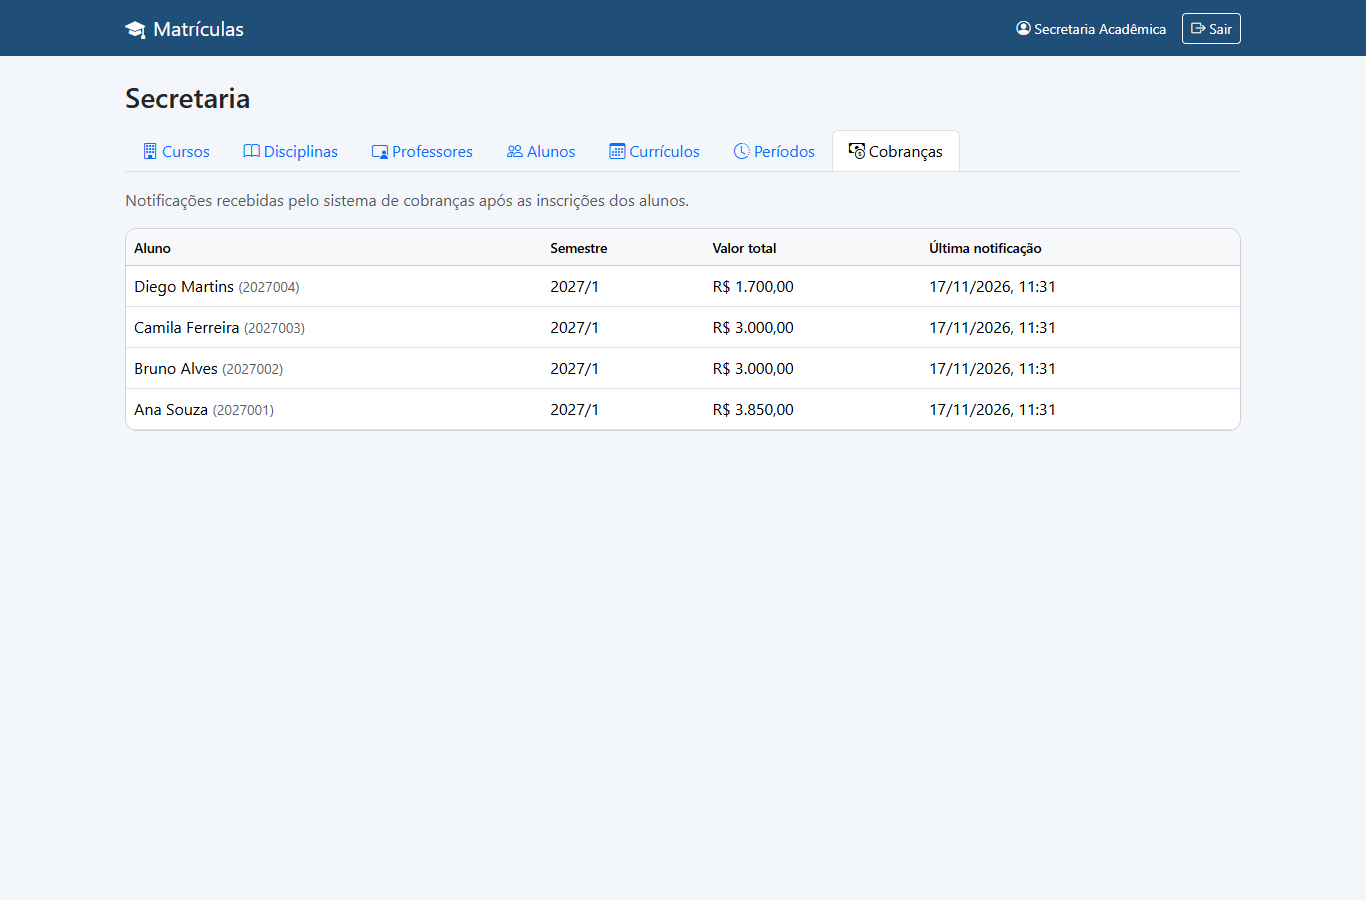 Matrículas
Secretaria Acadêmica
Sair
Secretaria
Cursos Disciplinas Professores Alunos Currículos Períodos Cobranças
Notificações recebidas pelo sistema de cobranças após as inscrições dos alunos.
Aluno Semestre Valor total Última notificação
Diego Martins (2027004) 2027/1 R$ 1.700,00 17/11/2026, 11:31
Camila Ferreira (2027003) 2027/1 R$ 3.000,00 17/11/2026, 11:31
Bruno Alves (2027002) 2027/1 R$ 3.000,00 17/11/2026, 11:31
Ana Souza (2027001) 2027/1 R$ 3.850,00 17/11/2026, 11:31